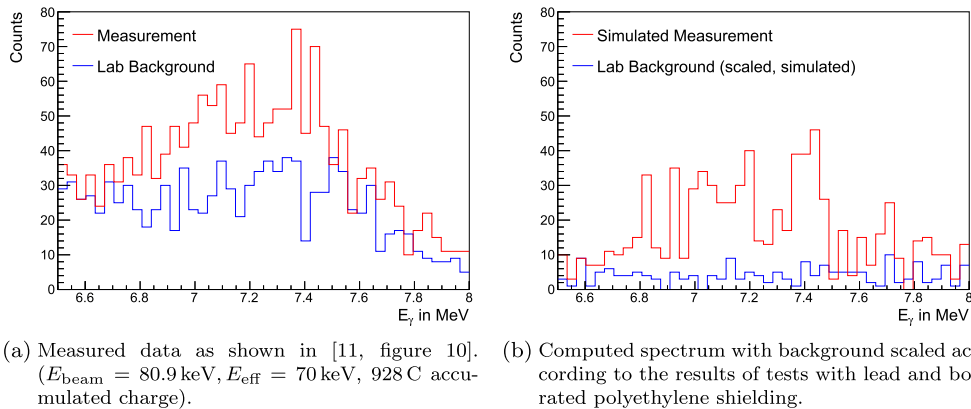 Counts
80
70
60
50
40
30
20
10
0
Measurement
Lab Background
6.6 6.8 7 7.2 7.4 7.6 7.8 8
Eγ in MeV
(a) Measured data as shown in [11, figure 10].
(Ebeam = 80.9 keV, Eeff = 70 keV, 928 C accu-
mulated charge).
Counts
80
70
60
50
40
30
20
10
0
Simulated Measurement
Lab Background (scaled, simulated)
6.6 6.8 7 7.2 7.4 7.6 7.8 8
Eγ in MeV
(b) Computed spectrum with background scaled ac
cording to the results of tests with lead and bo
rated polyethylene shielding.